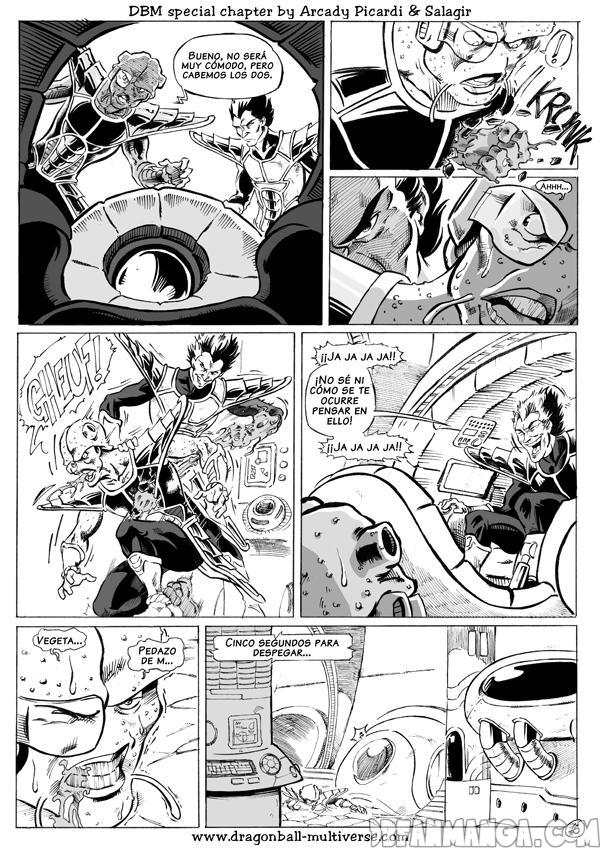 DBM special chapter by Arcady Picardi & Salagir
BUENO, NO SERÁ
MUY CÓMODO, PERO
CABEMOS LOS DOS.
¡!
KRUNK
AHHH...
GHEUF!
¡¡JA JA JA JA!!
¡NO SÉ NI
CÓMO SE TE
OCURRE
PENSAR EN
ELLO!
¡¡JA JA JA JA!!
VEGETA...
PEDAZO
DE M...
CINCO SEGUNDOS PARA
DESPEGAR...
www.dragonball-multiverse.com